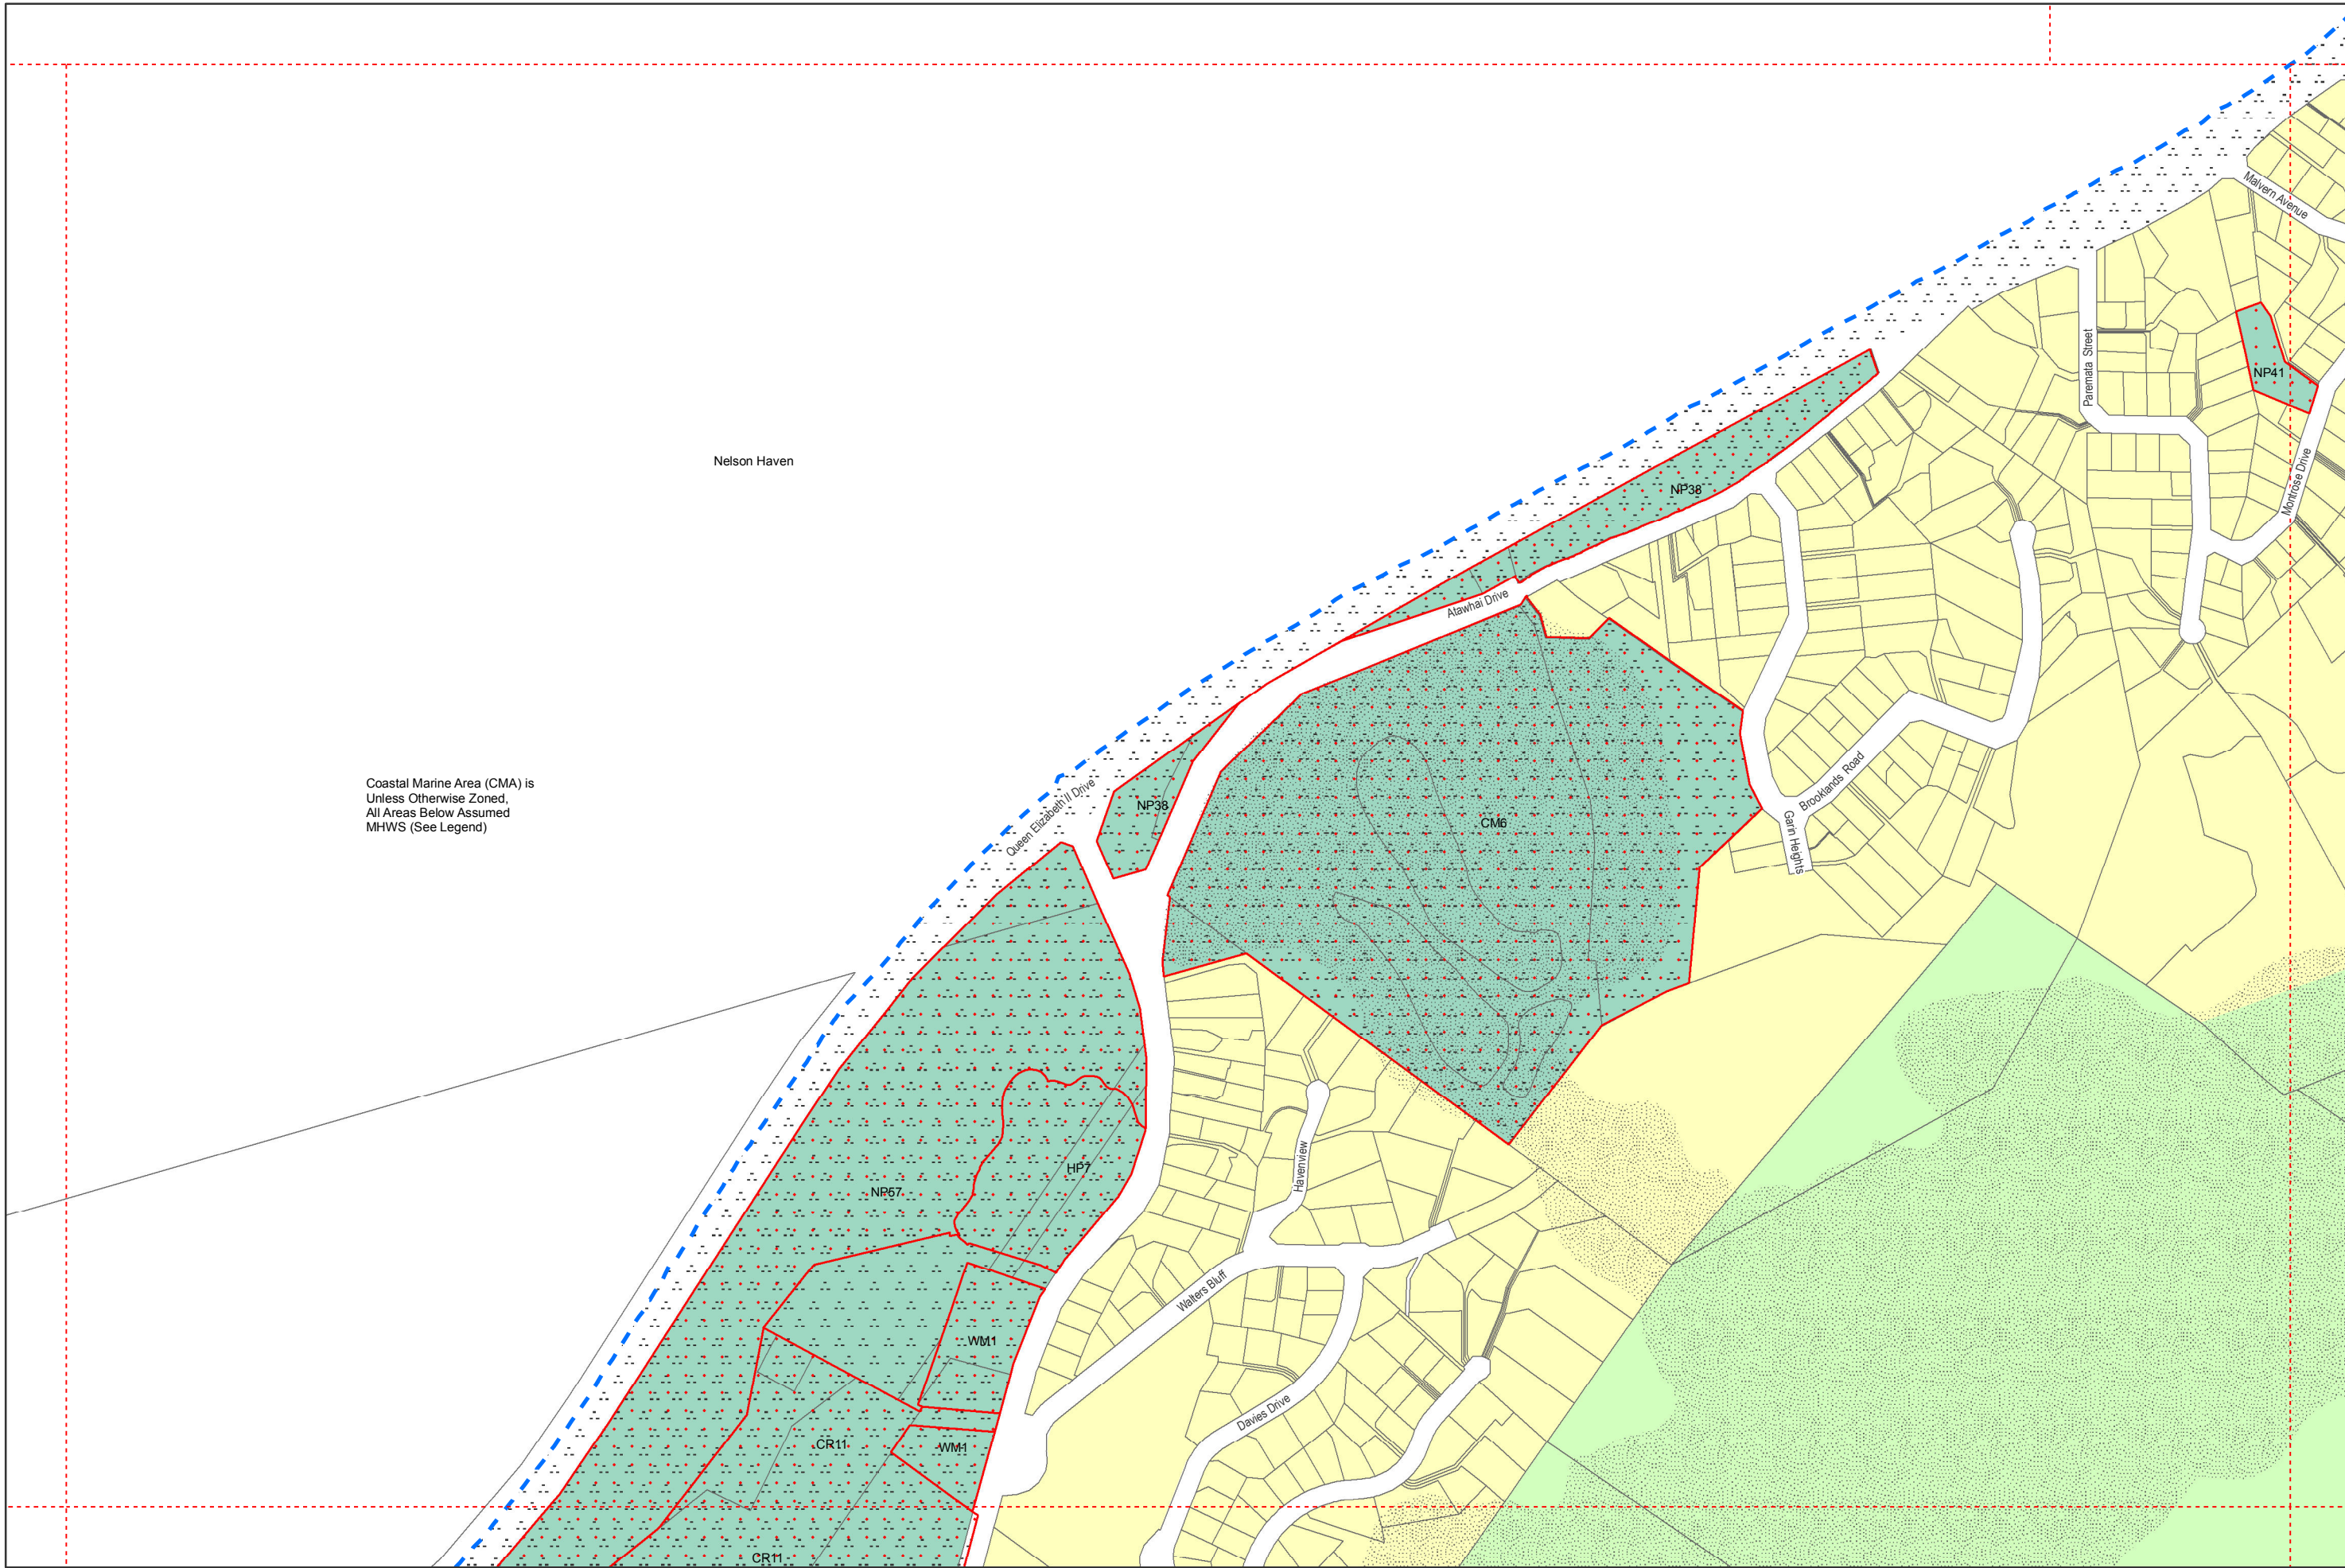 Malvern Avenue
Paremata Street
NP41
Nelson Haven
Montrose Drive
NP38
Atawhai Drive
Coastal Marine Area (CMA) is
Unless Otherwise Zoned,
All Areas Below Assumed
MHWS (See Legend)
Queen Elizabeth II Drive
NP38
CM6
Brooklands Road
Garin Heights
HP7
NP57
Havenview
Walters Bluff
WM1
Davies Drive
CR11
WM1
CR11